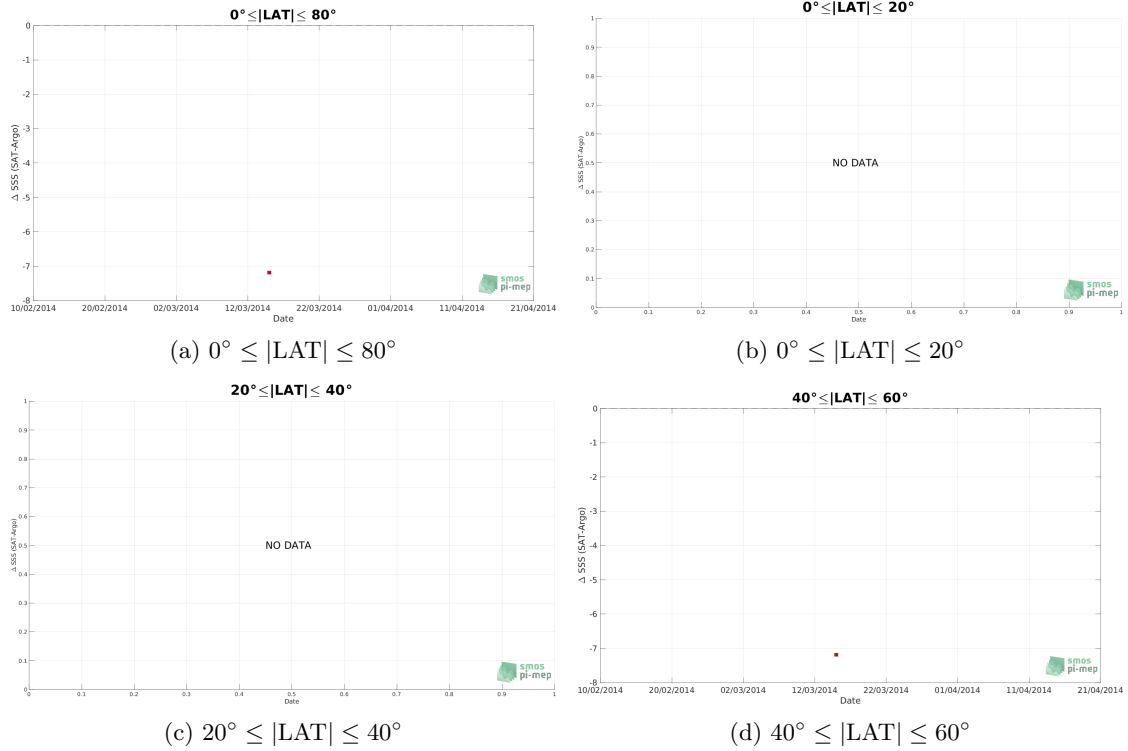 0°≤|LAT|≤ 80°
0
-1
-2
-3
-4
-5
-6
-7
-8
Δ SSS (SAT-Argo)
10/02/2014 20/02/2014 02/03/2014 12/03/2014 22/03/2014 01/04/2014 11/04/2014 21/04/2014
Date
smos
pi-mep
(a) 0° ≤ |LAT| ≤ 80°
0°≤|LAT|≤ 20°
1
0.9
0.8
0.7
0.6
0.5
0.4
0.3
0.2
0.1
0
Δ SSS (SAT-Argo)
NO DATA
0 0.1 0.2 0.3 0.4 0.5 0.6 0.7 0.8 0.9 1
Date
smos
pi-mep
(b) 0° ≤ |LAT| ≤ 20°
20°≤|LAT|≤ 40°
1
0.9
0.8
0.7
0.6
0.5
0.4
0.3
0.2
0.1
0
Δ SSS (SAT-Argo)
NO DATA
0 0.1 0.2 0.3 0.4 0.5 0.6 0.7 0.8 0.9 1
Date
smos
pi-mep
(c) 20° ≤ |LAT| ≤ 40°
40°≤|LAT|≤ 60°
0
-1
-2
-3
-4
-5
-6
-7
-8
Δ SSS (SAT-Argo)
10/02/2014 20/02/2014 02/03/2014 12/03/2014 22/03/2014 01/04/2014 11/04/2014 21/04/2014
Date
smos
pi-mep
(d) 40° ≤ |LAT| ≤ 60°